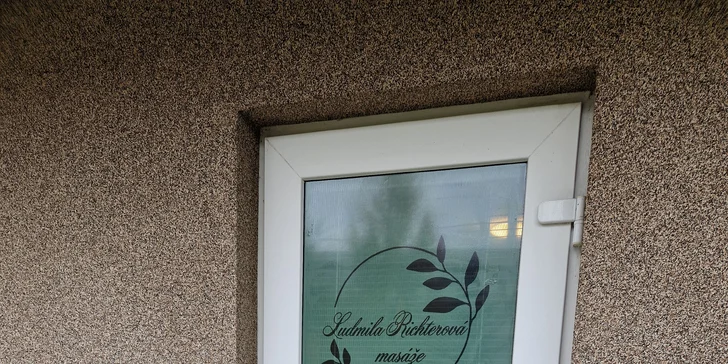 Ludmila Richterová
masáže